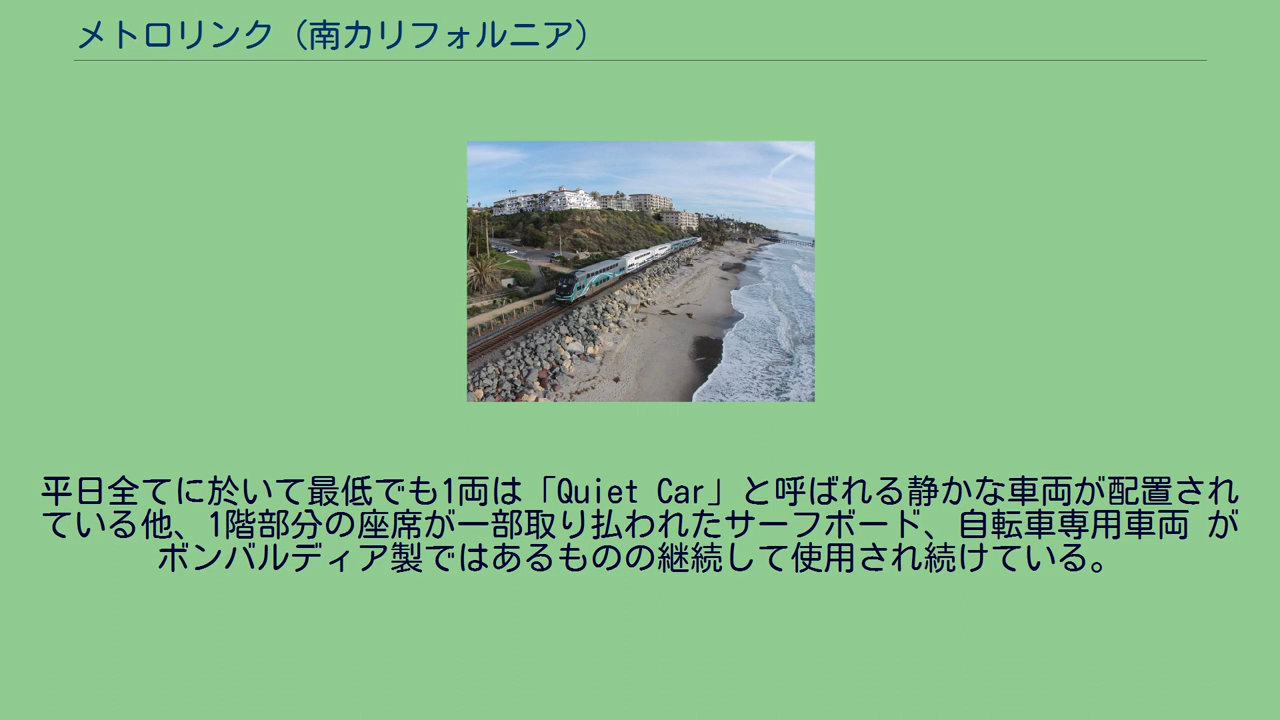 メトロリンク（南カリフォルニア）
平日全てに於いて最低でも1両は「Quiet Car」と呼ばれる静かな車両が配置され
ている他、1階部分の座席が一部取り払われたサーフボード、自転車専用車両 が
ボンバルディア製ではあるものの継続して使用され続けている。